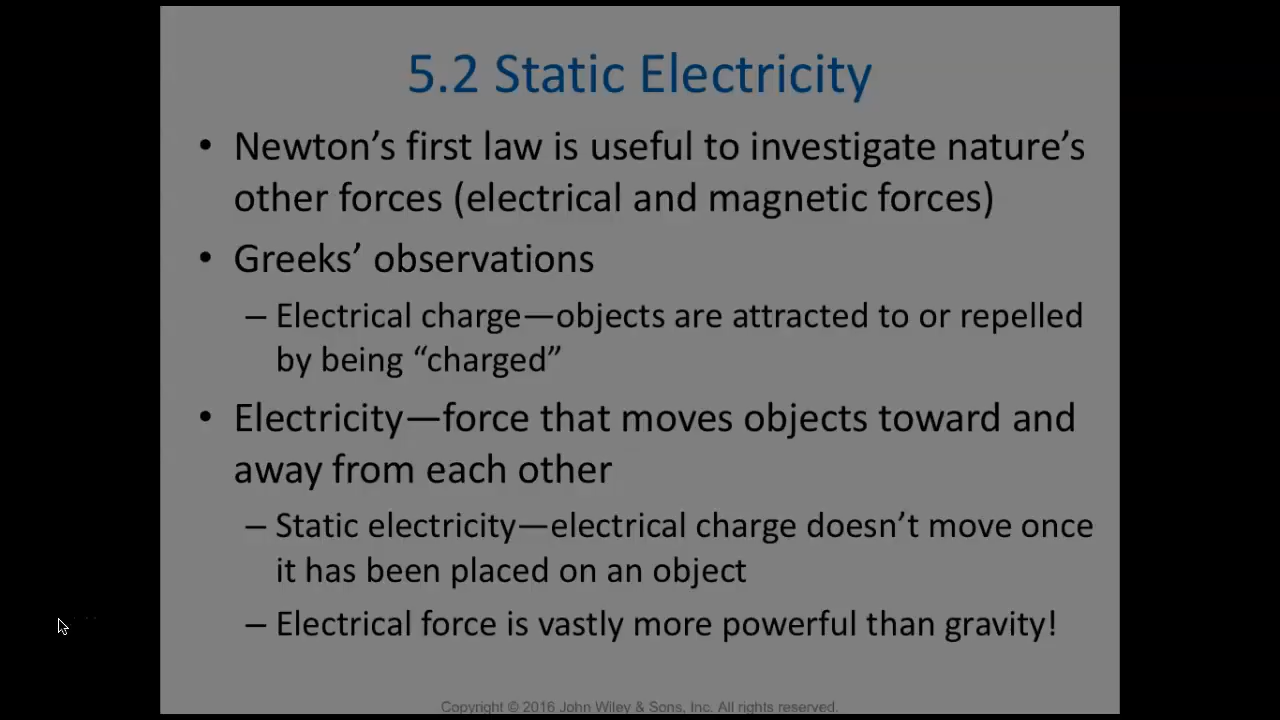 5.2 Static Electricity
• Newton’s first law is useful to investigate nature’s
other forces (electrical and magnetic forces)
• Greeks’ observations
– Electrical charge—objects are attracted to or repelled
by being “charged”
• Electricity—force that moves objects toward and
away from each other
– Static electricity—electrical charge doesn’t move once
it has been placed on an object
– Electrical force is vastly more powerful than gravity!
Copyright © 2016 John Wiley & Sons, Inc. All rights reserved.